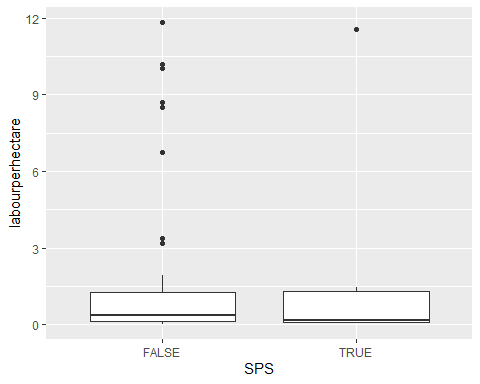 12
9
6
3
0
labourperhectare
FALSE
TRUE
SPS